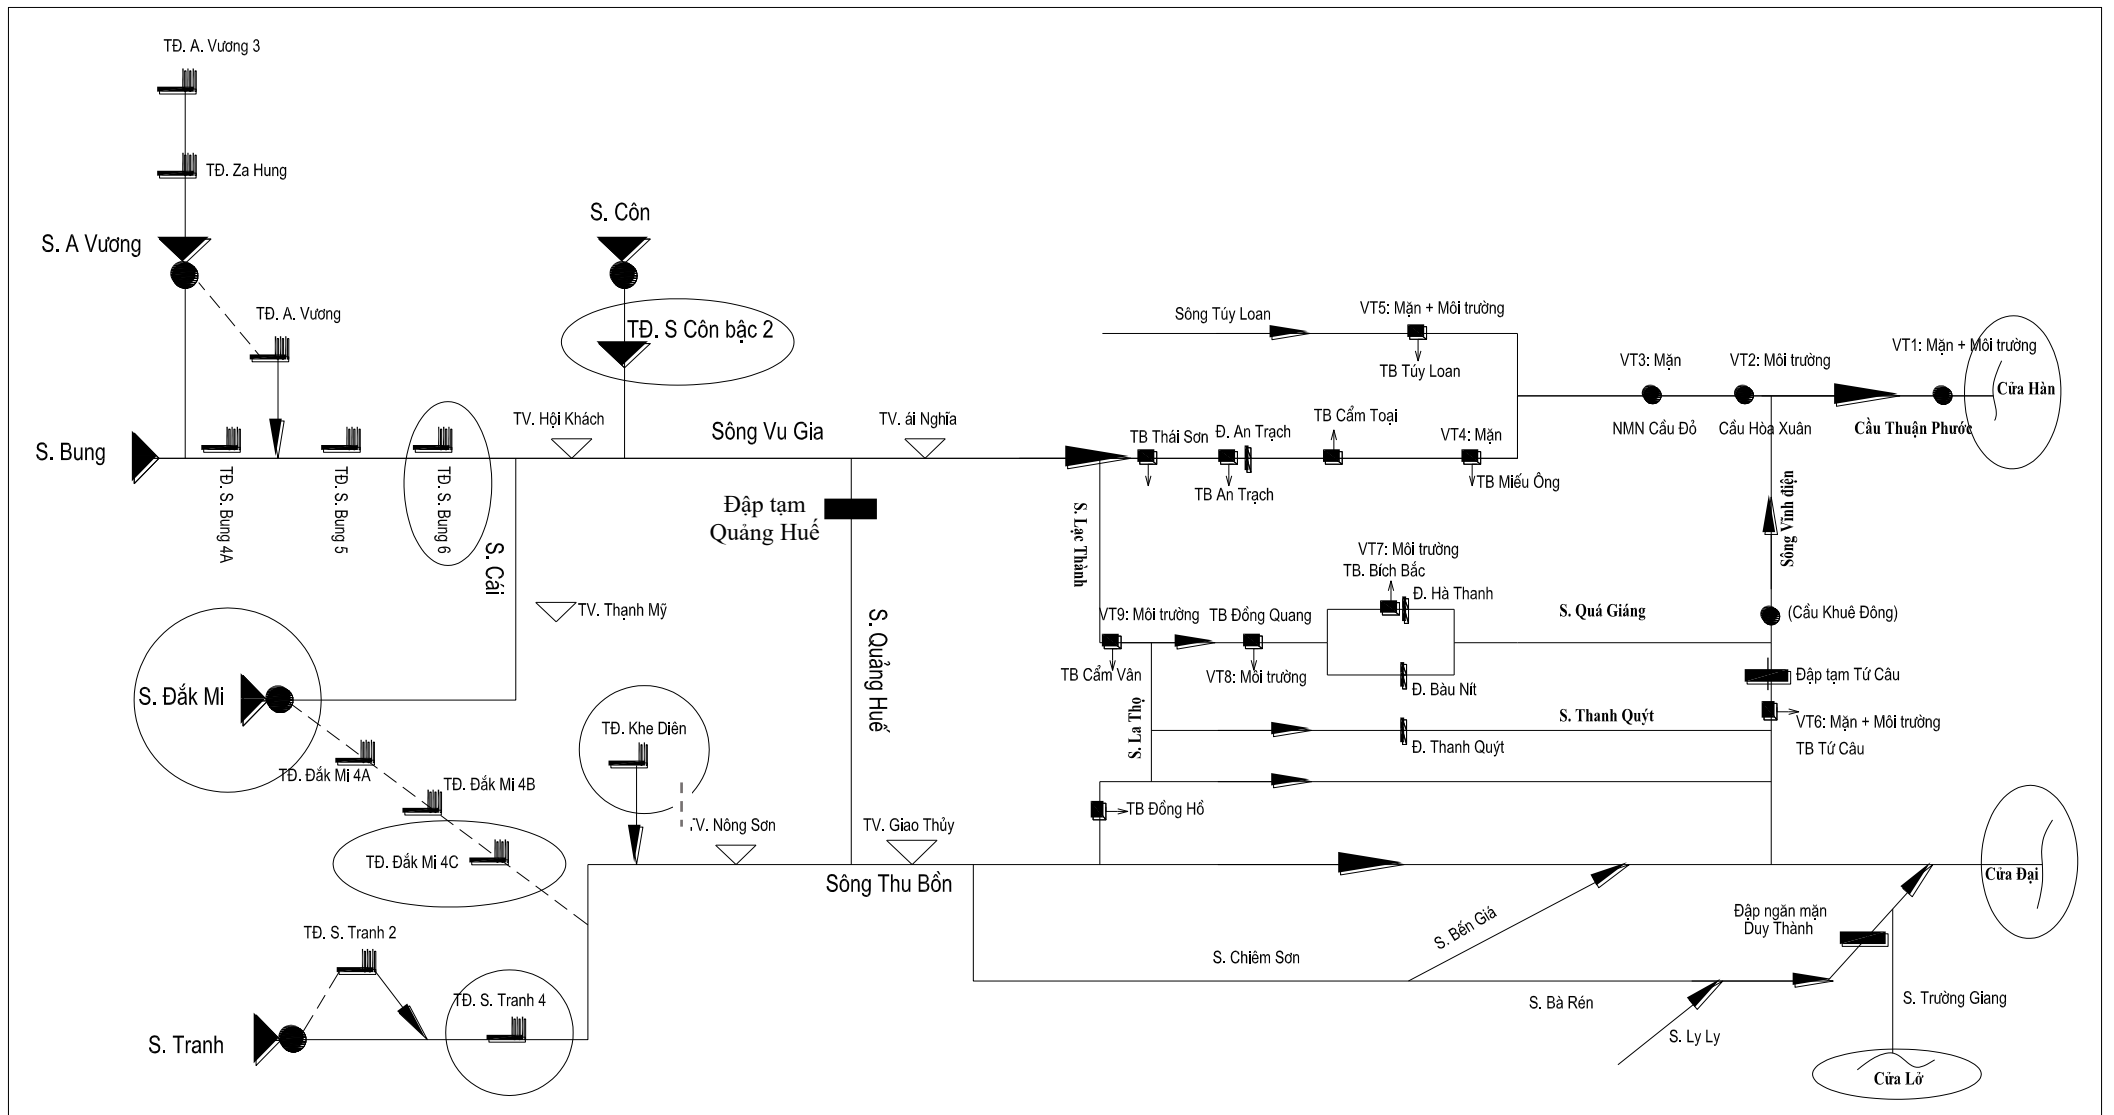 TĐ. A. Vương 3
TĐ. Za Hung
S. A Vương
S. Côn
TĐ. A. Vương
TĐ. S Côn bậc 2
Sông Túy Loan
VT5: Mặn + Môi trường
TB Túy Loan
VT3: Mặn
VT2: Môi trường
VT1: Mặn + Môi trường
Cửa Hàn
NMN Cầu Đỏ
Cầu Hòa Xuân
Cầu Thuận Phước
S. Bung
TV. Hội Khách
Sông Vu Gia
TV. ái Nghĩa
TB Thái Sơn
Đ. An Trạch
TB Cẩm Toại
VT4: Mặn
TB An Trạch
TB Miếu Ông
TĐ. S. Bung 4A
TĐ. S. Bung 5
TĐ. S. Bung 6
Đập tạm
Quảng Huế
S. Lạc Thành
Sông Vĩnh điện
S. Cái
TV. Thạnh Mỹ
S. Quảng Huế
VT7: Môi trường
TB. Bích Bắc
Đ. Hà Thanh
VT9: Môi trường
TB Đồng Quang
S. Quá Giáng
(Cầu Khuê Đông)
TB Cẩm Vân
VT8: Môi trường
Đ. Bàu Nít
Đập tạm Tứ Câu
S. Đắk Mi
S. La Thọ
S. Thanh Quýt
VT6: Mặn + Môi trường
TB Tứ Câu
Đ. Thanh Quýt
TĐ. Khe Diên
TĐ. Đắk Mi 4A
TĐ. Đắk Mi 4B
TB Đồng Hồ
TV. Nông Sơn
TV. Giao Thủy
TĐ. Đắk Mi 4C
Sông Thu Bồn
Cửa Đại
TĐ. S. Tranh 2
S. Bến Giá
Đập ngăn mặn
Duy Thành
S. Chiêm Sơn
TĐ. S. Tranh 4
S. Bà Rén
S. Trường Giang
S. Tranh
S. Ly Ly
Cửa Lở